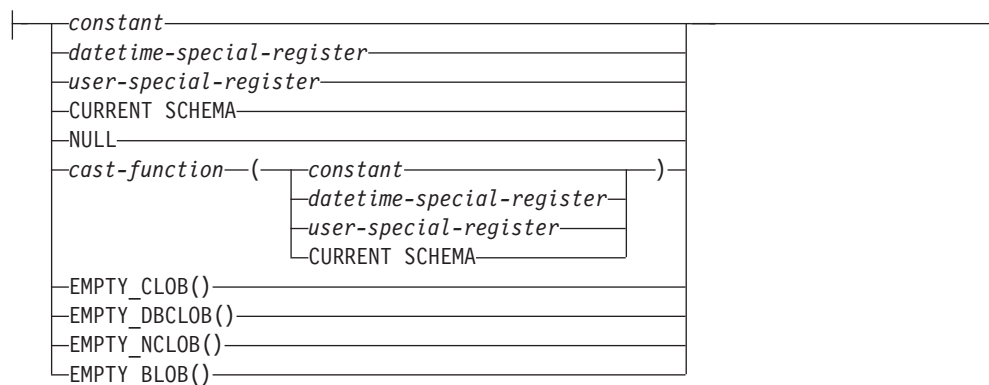 constant
datetime-special-register
user-special-register
CURRENT SCHEMA
NULL
cast-function ( constant )
datetime-special-register
user-special-register
CURRENT SCHEMA
EMPTY_CLOB()
EMPTY_DBCLOB()
EMPTY_NCLOB()
EMPTY_BLOB()